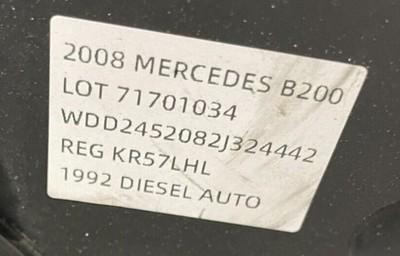 2008 MERCEDES B200
LOT 71701034
WDD2452082J324442
REG KR57LHL
1992 DIESEL AUTO